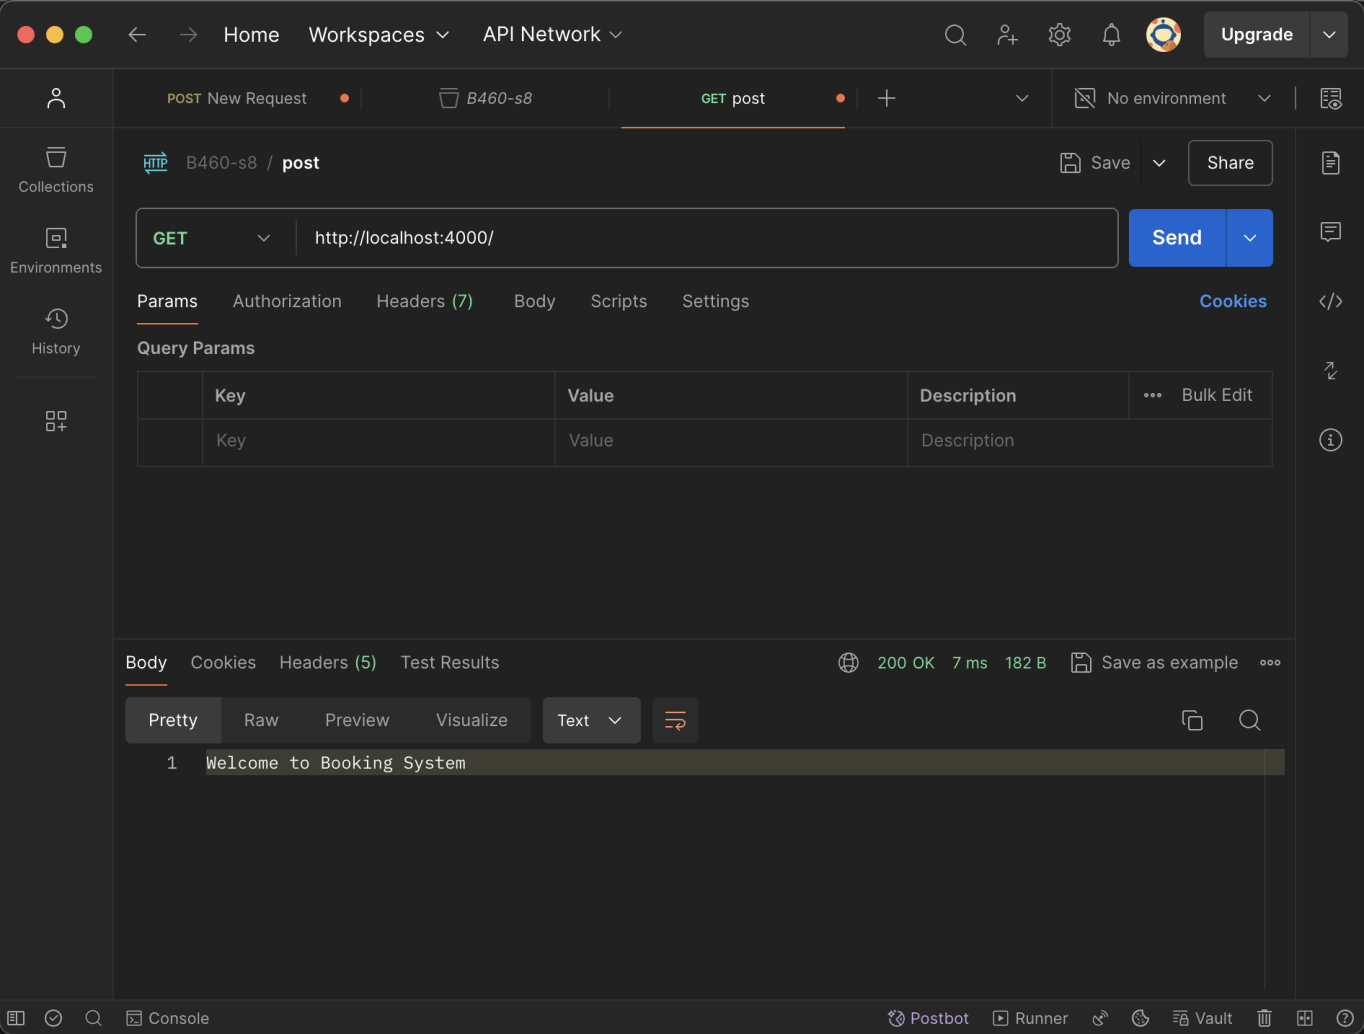 Home Workspaces API Network Upgrade
POST New Request B460-s8 GET post No environment
HTTP B460-s8 / post Save Share
Collections
GET http://localhost:4000/ Send
Environments
Params Authorization Headers (7) Body Scripts Settings Cookies
History
Query Params
Key Value Description Bulk Edit
Key Value Description
Body Cookies Headers (5) Test Results 200 OK 7 ms 182 B Save as example
Pretty Raw Preview Visualize Text
1 Welcome to Booking System
Console Postbot Runner Vault